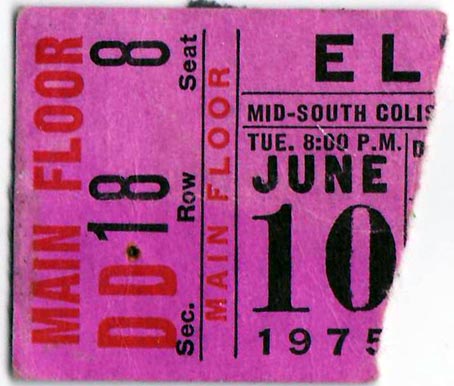 MAIN FLOOR
DD 18 8
Sec. Row Seat
MAIN FLOOR
EL
MID-SOUTH COLIS
TUE. 8:00 P.M. D
JUNE
10
1975